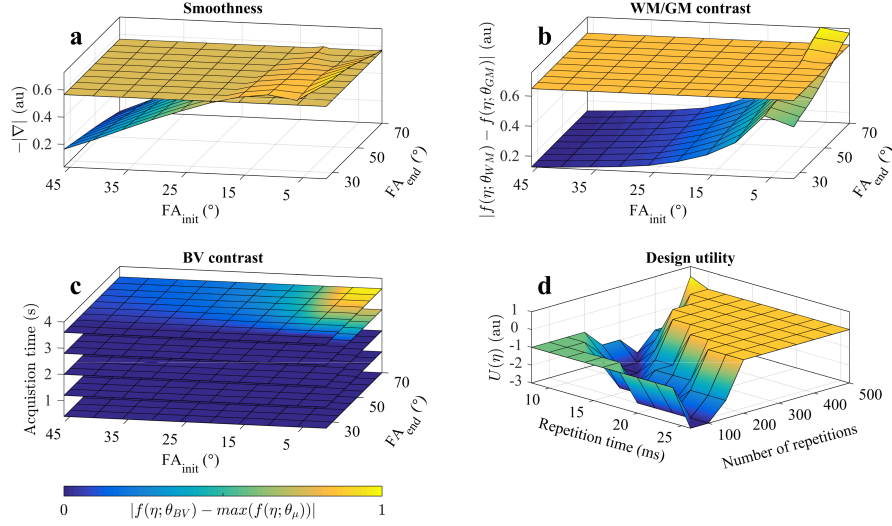 Smoothness
a
−|∇| (au)
0.6
0.4
0.2
45
35
25
15
5
FA_init (°)
30
50
70
FA_end (°)
WM/GM contrast
b
|f(η;θ_WM) − f(η;θ_GM)| (au)
0.6
0.4
0.2
45
35
25
15
5
FA_init (°)
30
50
70
FA_end (°)
BV contrast
c
Acquistion time (s)
4
3
2
1
45
35
25
15
5
FA_init (°)
30
50
70
FA_end (°)
0
|f(η;θ_BV) − max(f(η;θ_μ))|
1
Design utility
d
U(η) (au)
1
0
-1
-2
-3
10
15
20
25
Repetition time (ms)
100
200
300
400
500
Number of repetitions